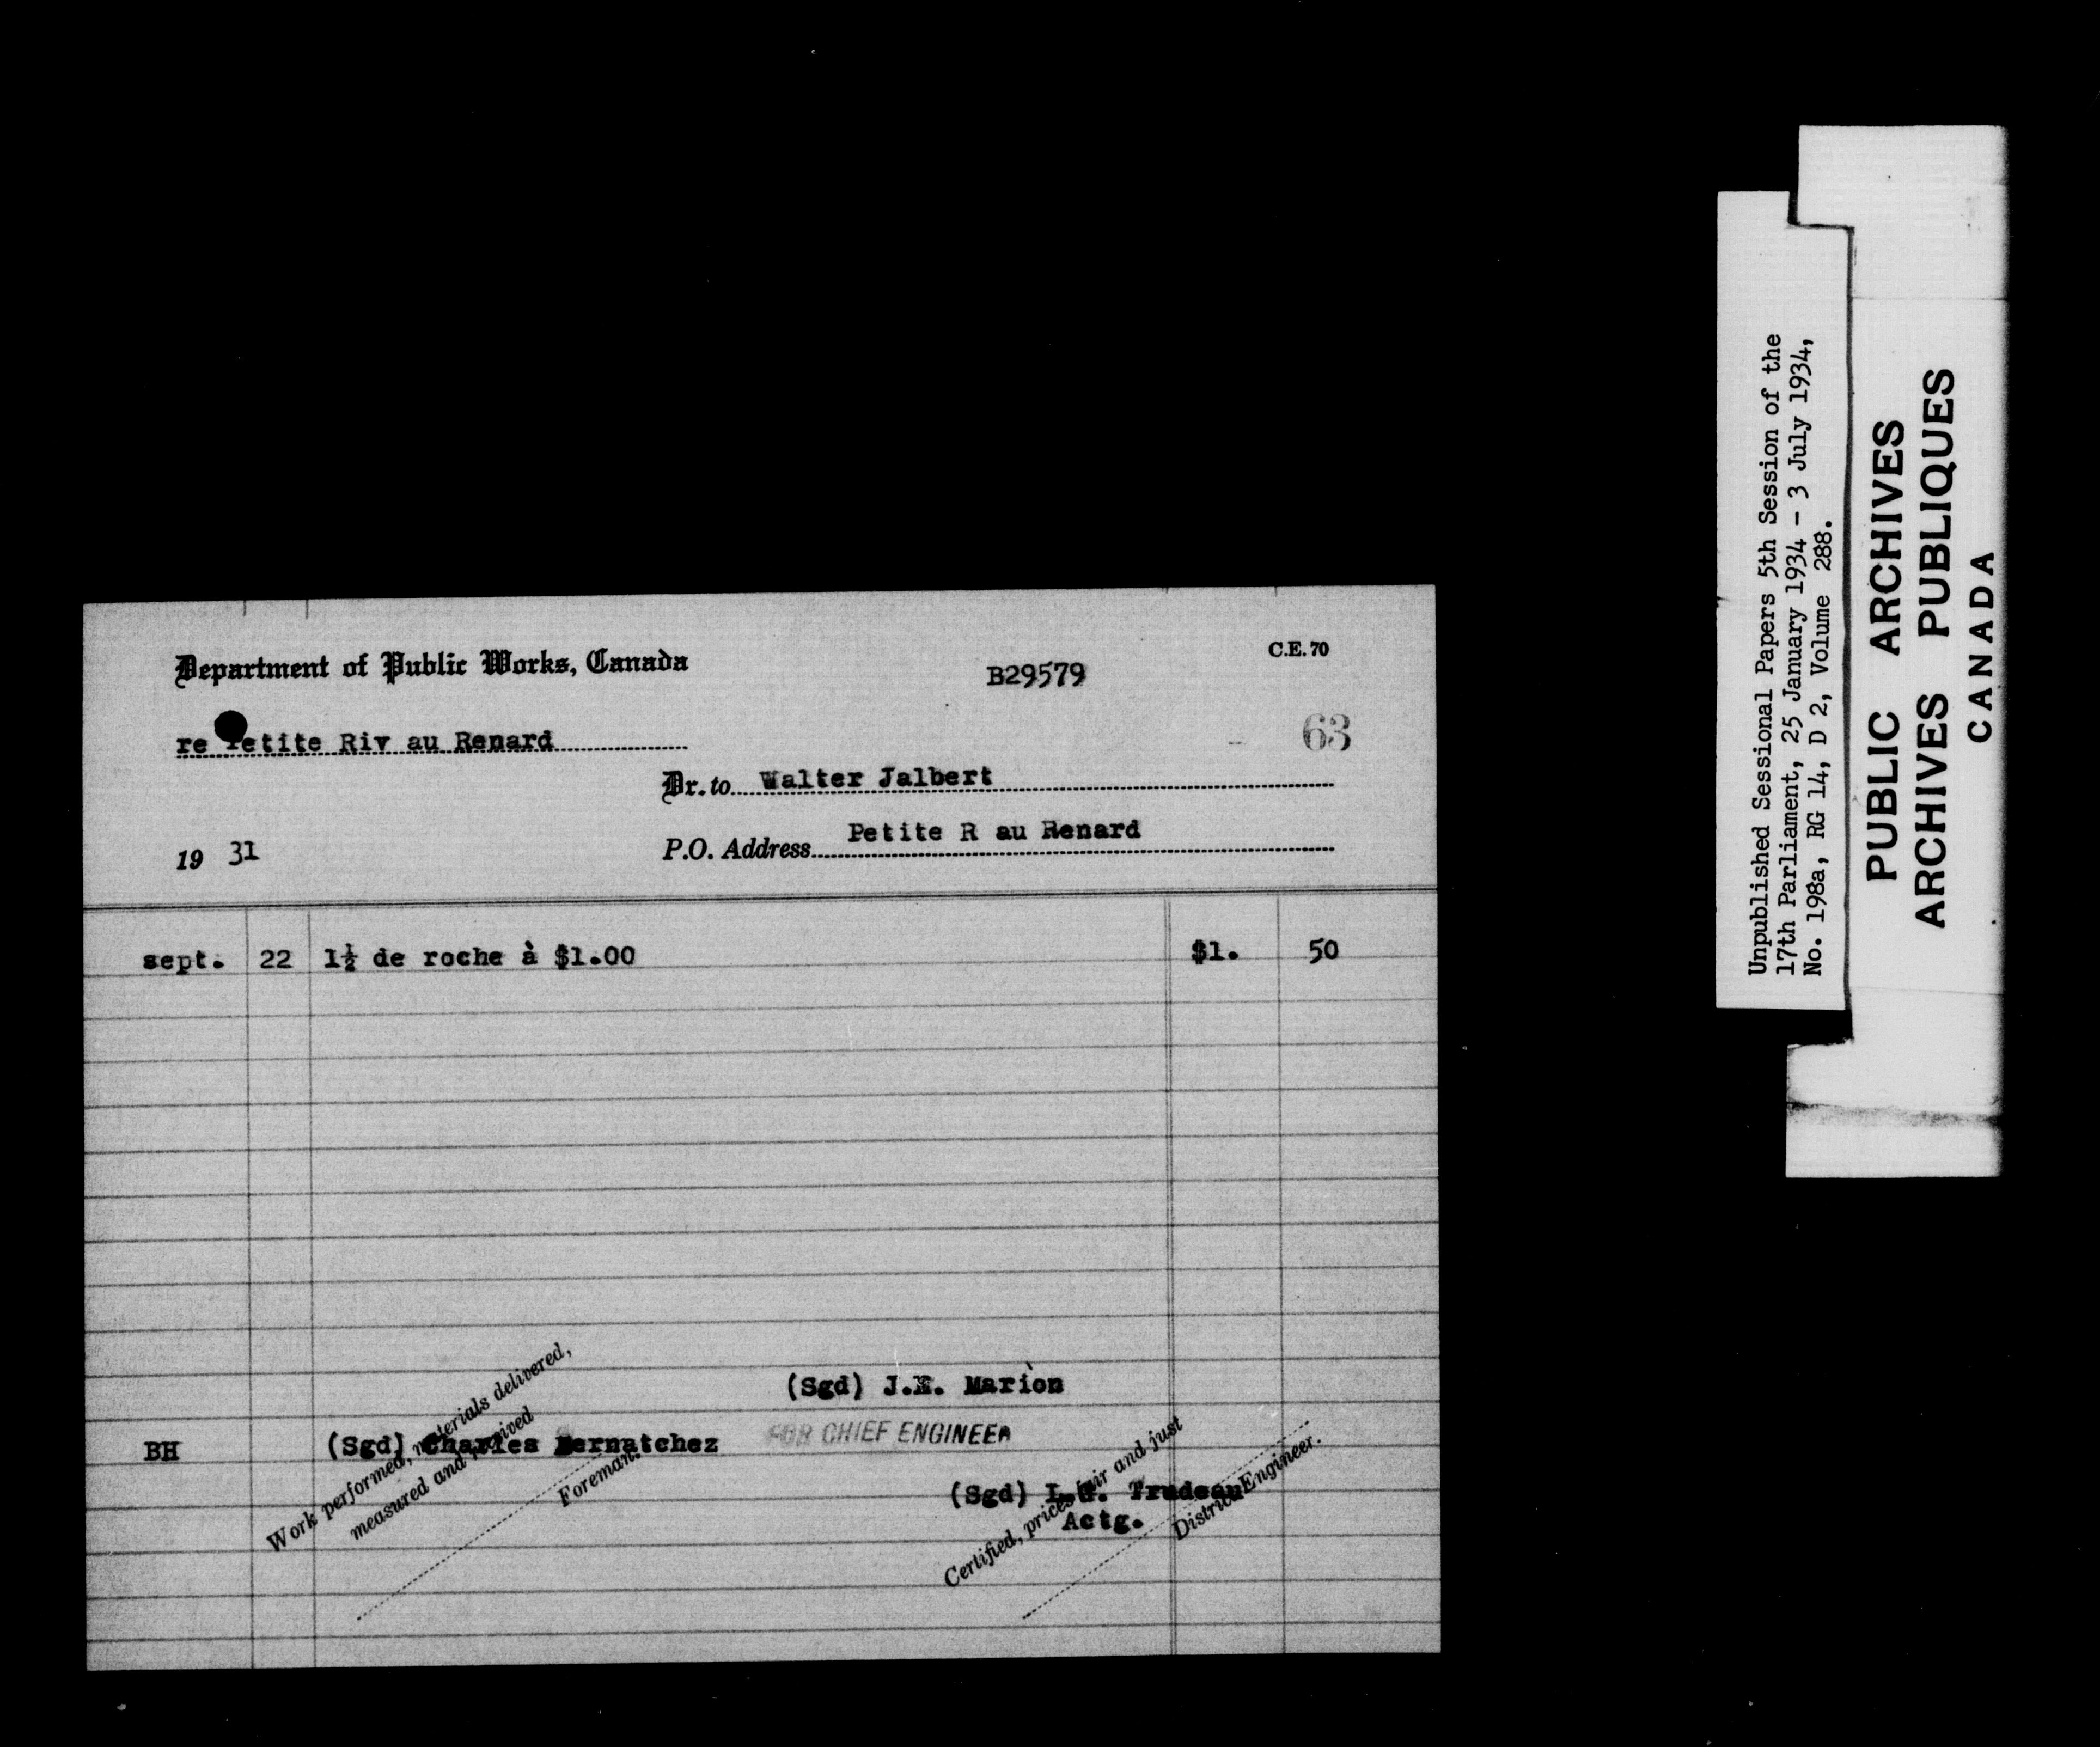 Department of Public Works, Canada
B29579
C.E. 70
63
re Petite Riv au Renard
Dr. to Walter Jalbert
P.O. Address Petite R au Renard
19 31
sept. 22 1½ de roche à $1.00 $1. 50
(Sgd) J.E. Marion
FOR CHIEF ENGINEER
BH
(Sgd) Charles Bernatchez
Work performed, materials delivered,
measured and received
Foreman.
(Sgd) Trudeau
Actg.
Certified, prices fair and just
District Engineer.
Unpublished Sessional Papers 5th Session of the
17th Parliament, 25 January 1934 - 3 July 1934,
No. 198a, RG 14, D 2, Volume 288.
PUBLIC ARCHIVES
ARCHIVES PUBLIQUES
CANADA